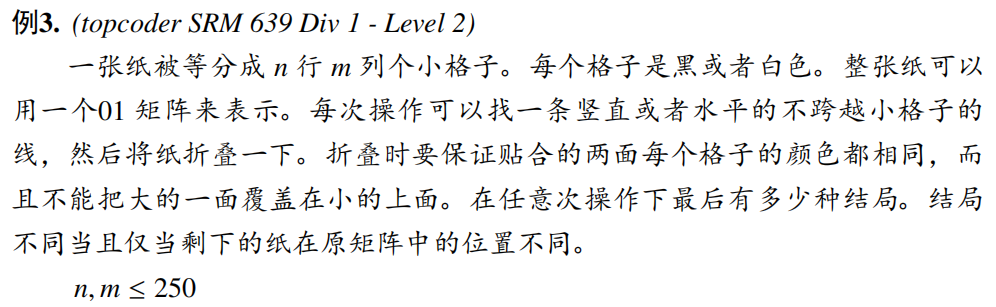 例3. (topcoder SRM 639 Div 1 - Level 2)
一张纸被等分成 n 行 m 列个小格子。每个格子是黑或者白色。整张纸可以
用一个01 矩阵来表示。每次操作可以找一条竖直或者水平的不跨越小格子的
线，然后将纸折叠一下。折叠时要保证贴合的两面每个格子的颜色都相同，而
且不能把大的一面覆盖在小的上面。在任意次操作下最后有多少种结局。结局
不同当且仅当剩下的纸在原矩阵中的位置不同。
n, m ≤ 250